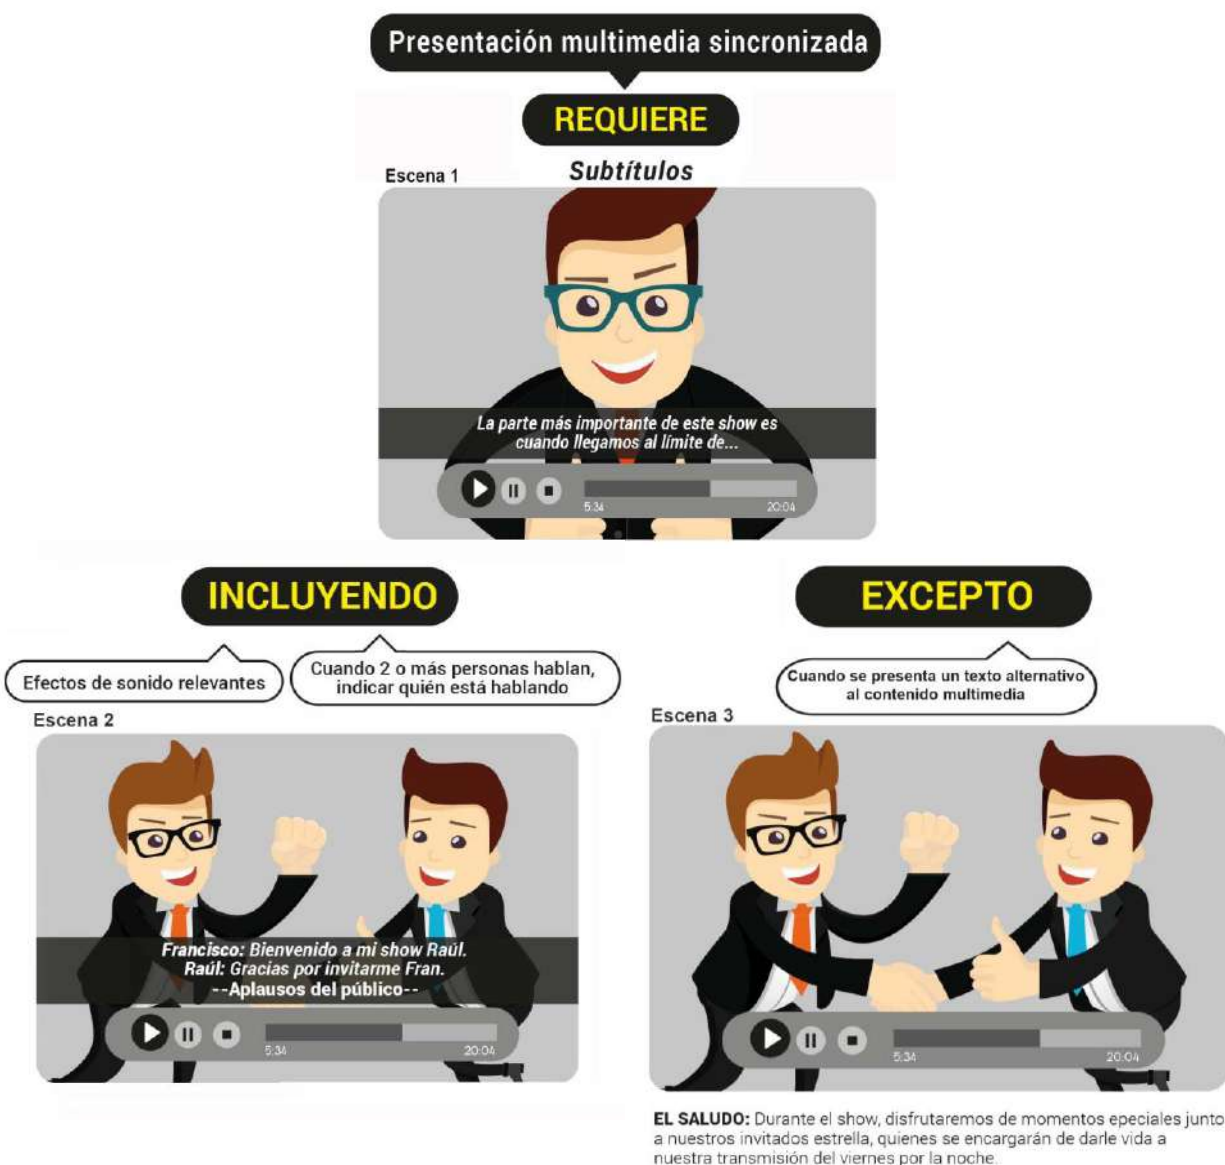 Presentación multimedia sincronizada
REQUIERE
Subtítulos
Escena 1
La parte más importante de este show es
cuando llegamos al límite de...
5:34
20:04
INCLUYENDO
Efectos de sonido relevantes
Cuando 2 o más personas hablan,
indicar quién está hablando
Escena 2
Francisco: Bienvenido a mi show Raúl.
Raúl: Gracias por invitarme Fran.
--Aplausos del público--
5:34
20:04
EXCEPTO
Cuando se presenta un texto alternativo
al contenido multimedia
Escena 3
5:34
20:04
EL SALUDO: Durante el show, disfrutaremos de momentos epeciales junto
a nuestros invitados estrella, quienes se encargarán de darle vida a
nuestra transmisión del viernes por la noche.